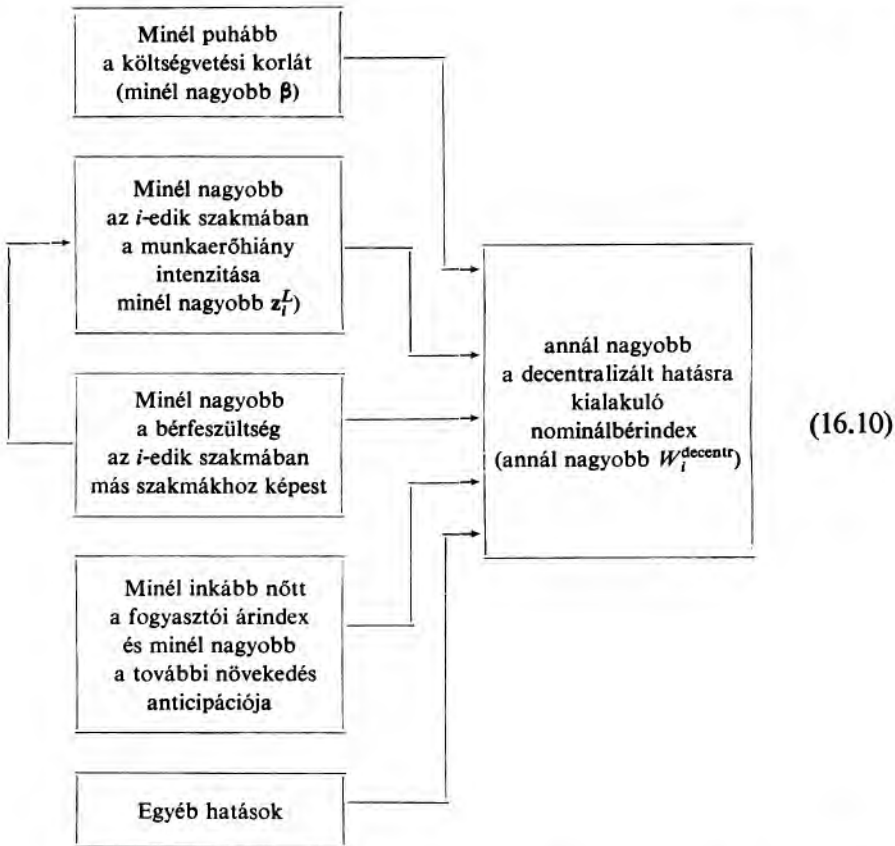 Minél puhább
a költségvetési korlát
(minél nagyobb β)
Minél nagyobb
az i-edik szakmában
a munkaerőhiány
intenzitása
minél nagyobb z_i^L)
Minél nagyobb
a bérfeszültség
az i-edik szakmában
más szakmákhoz képest
Minél inkább nőtt
a fogyasztói árindex
és minél nagyobb
a további növekedés
anticipációja
Egyéb hatások
annál nagyobb
a decentralizált hatásra
kialakuló
nominálbérindex
(annál nagyobb W_i^decentr)
(16.10)